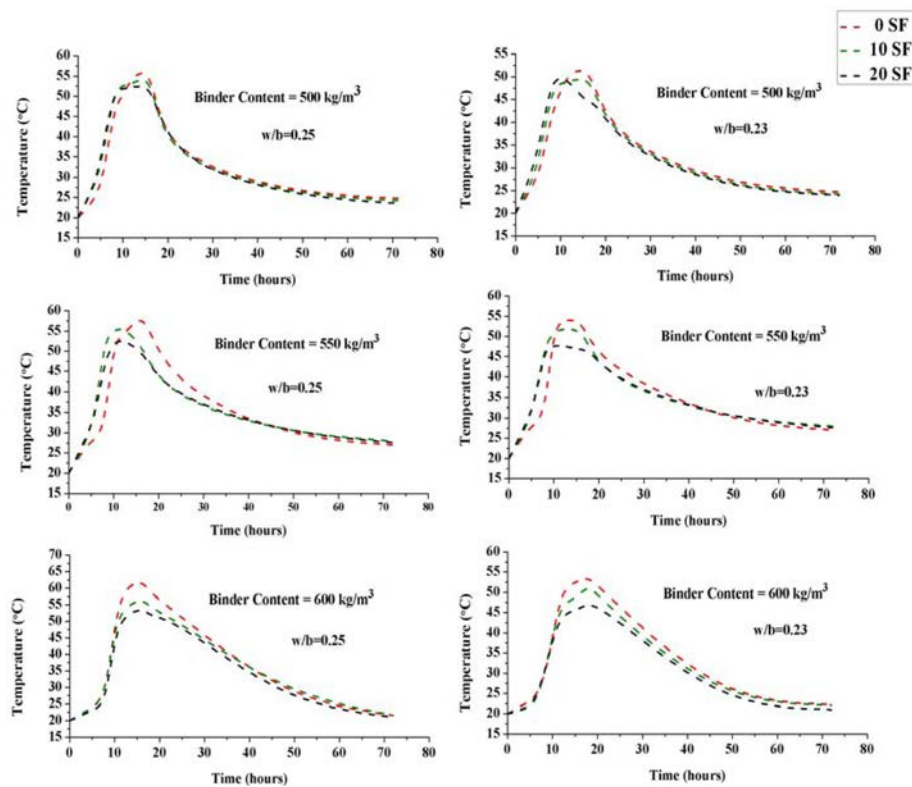 0 SF
10 SF
20 SF
Temperature (°C)
60
55
50
45
40
35
30
25
20
15
Binder Content = 500 kg/m³
w/b=0.25
0 10 20 30 40 50 60 70 80
Time (hours)
Temperature (°C)
55
50
45
40
35
30
25
20
15
Binder Content = 500 kg/m³
w/b=0.23
0 10 20 30 40 50 60 70 80
Time (hours)
Temperature (°C)
60
55
50
45
40
35
30
25
20
15
Binder Content = 550 kg/m³
w/b=0.25
0 10 20 30 40 50 60 70 80
Time (hours)
Temperature (°C)
60
55
50
45
40
35
30
25
20
15
Binder Content = 550 kg/m³
w/b=0.23
0 10 20 30 40 50 60 70 80
Time (hours)
Temperature (°C)
70
65
60
55
50
45
40
35
30
25
20
15
Binder Content = 600 kg/m³
w/b=0.25
0 10 20 30 40 50 60 70 80
Time (hours)
Temperature (°C)
60
55
50
45
40
35
30
25
20
15
Binder Content = 600 kg/m³
w/b=0.23
0 10 20 30 40 50 60 70 80
Time (hours)